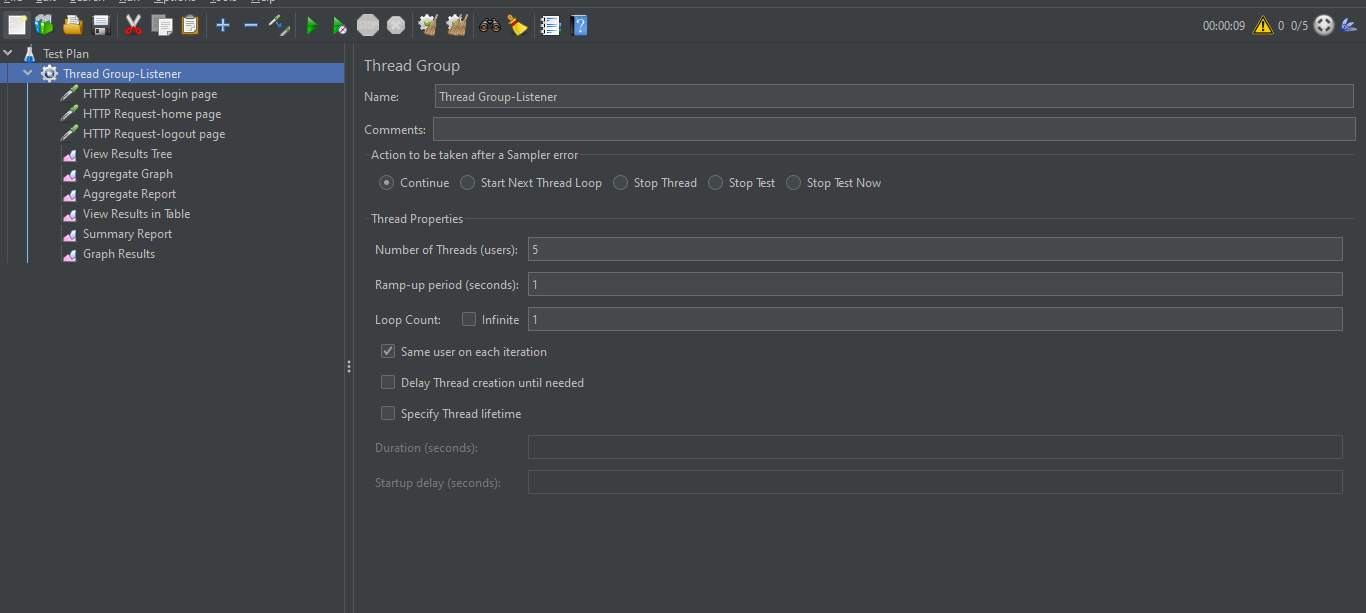 00:00:09 0 0/5
Test Plan
Thread Group-Listener
HTTP Request-login page
HTTP Request-home page
HTTP Request-logout page
View Results Tree
Aggregate Graph
Aggregate Report
View Results in Table
Summary Report
Graph Results
Thread Group
Name: Thread Group-Listener
Comments:
Action to be taken after a Sampler error
Continue Start Next Thread Loop Stop Thread Stop Test Stop Test Now
Thread Properties
Number of Threads (users): 5
Ramp-up period (seconds): 1
Loop Count: Infinite 1
Same user on each iteration
Delay Thread creation until needed
Specify Thread lifetime
Duration (seconds):
Startup delay (seconds):